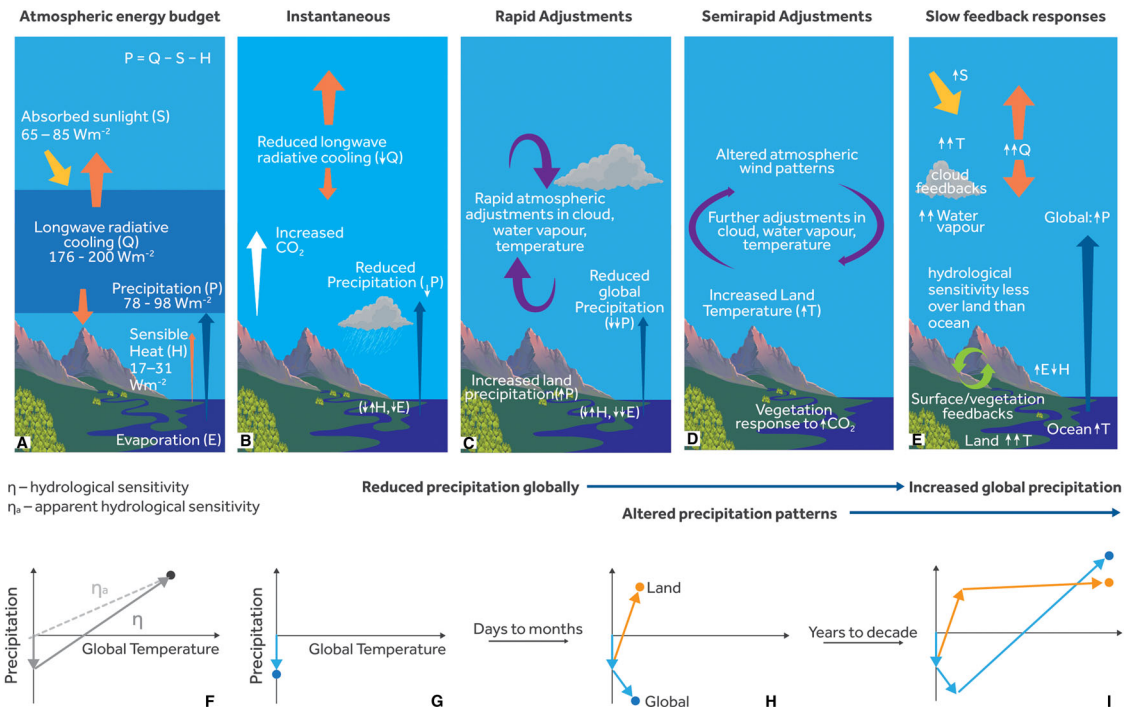 Atmospheric energy budget
P = Q – S – H
Absorbed sunlight (S)
65 – 85 Wm⁻²
Longwave radiative
cooling (Q)
176 - 200 Wm⁻²
Precipitation (P)
78 - 98 Wm⁻²
Sensible
Heat (H)
17–31
Wm⁻²
Evaporation (E)
A
Instantaneous
Reduced longwave
radiative cooling (↓Q)
Increased
CO₂
Reduced
Precipitation (↓P)
(↓↑H,↓E)
B
Rapid Adjustments
Rapid atmospheric
adjustments in cloud,
water vapour,
temperature
Reduced
global
Precipitation
(↓↓P)
Increased land
precipitation(↑P)
(↓↑H,↓↓E)
C
Semirapid Adjustments
Altered atmospheric
wind patterns
Further adjustments in
cloud, water vapour,
temperature
Increased Land
Temperature (↑T)
Vegetation
response to ↑CO₂
D
Slow feedback responses
↑S
↑↑T
↑↑Q
cloud
feedbacks
↑↑ Water
vapour
Global:↑P
hydrological
sensitivity less
over land than
ocean
↑E↓H
Surface/vegetation
feedbacks
Ocean↑T
Land ↑↑T
E
η – hydrological sensitivity
ηₐ – apparent hydrological sensitivity
Reduced precipitation globally
Increased global precipitation
Altered precipitation patterns
Precipitation
ηₐ
η
Global Temperature
F
Precipitation
Global Temperature
G
Days to months
Land
Global
H
Years to decade
I